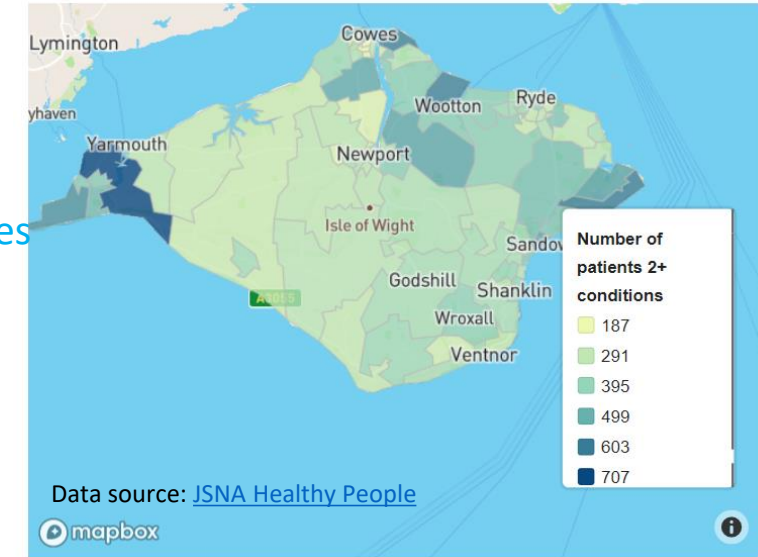 Lymington
Cowes
yhaven
Wootton
Ryde
Yarmouth
Newport
es
Isle of Wight
Sandow
Number of
patients 2+
conditions
187
291
395
499
603
707
Godshill
Shanklin
A3055
Wroxall
Ventnor
Data source: JSNA Healthy People
mapbox
i